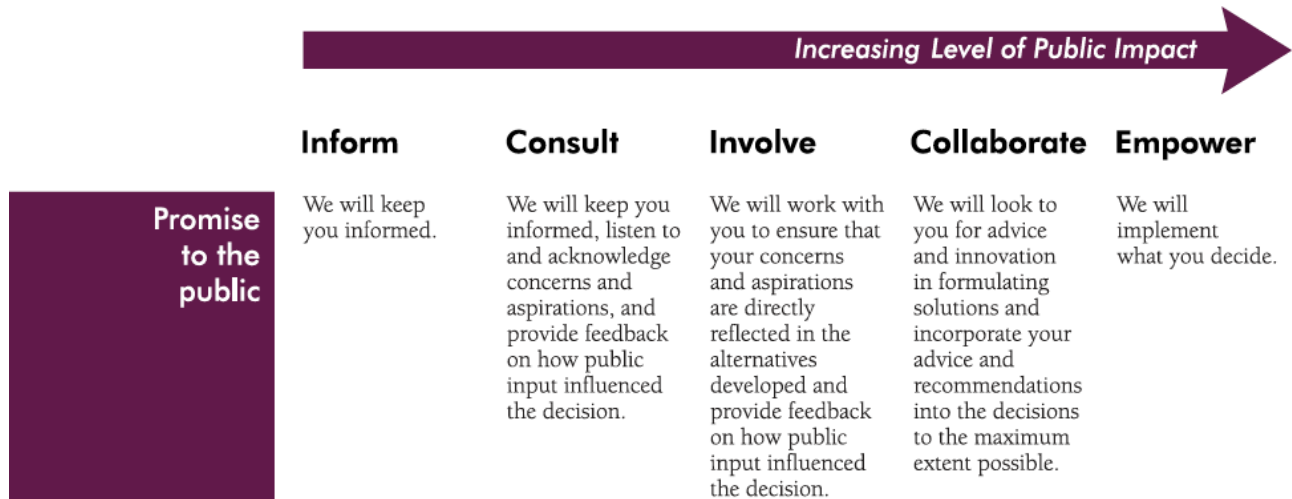 Increasing Level of Public Impact
Inform
Consult
Involve
Collaborate
Empower
Promise
to the
public
We will keep
you informed.
We will keep you
informed, listen to
and acknowledge
concerns and
aspirations, and
provide feedback
on how public
input influenced
the decision.
We will work with
you to ensure that
your concerns
and aspirations
are directly
reflected in the
alternatives
developed and
provide feedback
on how public
input influenced
the decision.
We will look to
you for advice
and innovation
in formulating
solutions and
incorporate your
advice and
recommendations
into the decisions
to the maximum
extent possible.
We will
implement
what you decide.